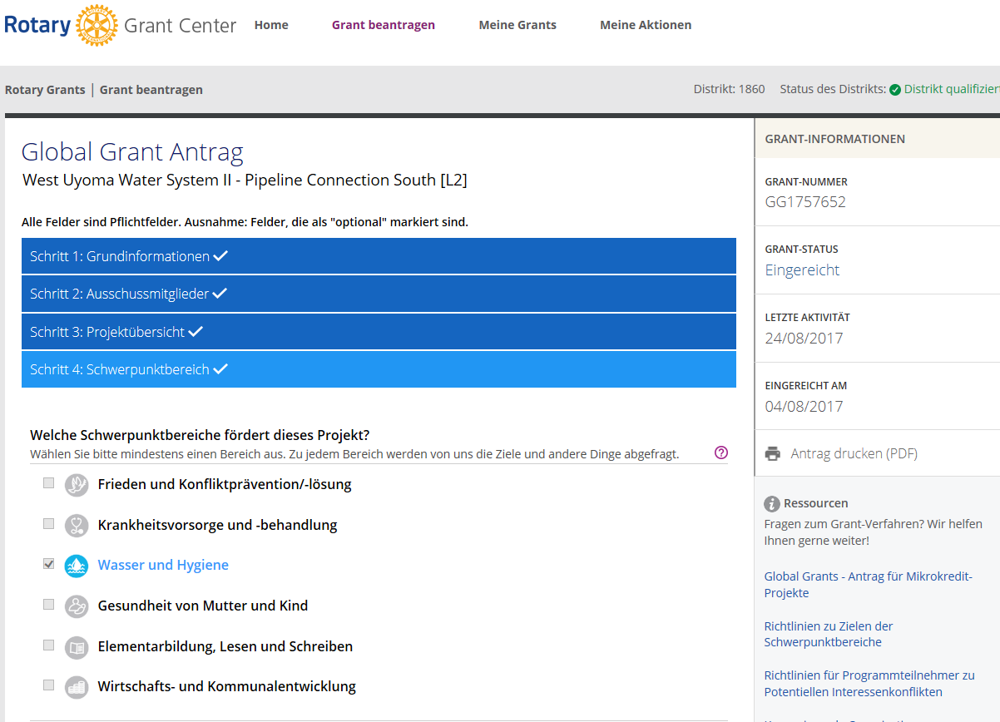 Rotary Grant Center Home Grant beantragen Meine Grants Meine Aktionen
Rotary Grants | Grant beantragen Distrikt: 1860 Status des Distrikts: Distrikt qualifizier
Global Grant Antrag
West Uyoma Water System II - Pipeline Connection South [L2]
Alle Felder sind Pflichtfelder. Ausnahme: Felder, die als "optional" markiert sind.
Schritt 1: Grundinformationen
Schritt 2: Ausschussmitglieder
Schritt 3: Projektübersicht
Schritt 4: Schwerpunktbereich
Welche Schwerpunktbereiche fördert dieses Projekt?
Wählen Sie bitte mindestens einen Bereich aus. Zu jedem Bereich werden von uns die Ziele und andere Dinge abgefragt.
Frieden und Konfliktprävention/-lösung
Krankheitsvorsorge und -behandlung
Wasser und Hygiene
Gesundheit von Mutter und Kind
Elementarbildung, Lesen und Schreiben
Wirtschafts- und Kommunalentwicklung
GRANT-INFORMATIONEN
GRANT-NUMMER
GG1757652
GRANT-STATUS
Eingereicht
LETZTE AKTIVITÄT
24/08/2017
EINGEREICHT AM
04/08/2017
Antrag drucken (PDF)
Ressourcen
Fragen zum Grant-Verfahren? Wir helfen
Ihnen gerne weiter!
Global Grants - Antrag für Mikrokredit-
Projekte
Richtlinien zu Zielen der
Schwerpunktbereiche
Richtlinien für Programmteilnehmer zu
Potentiellen Interessenkonflikten